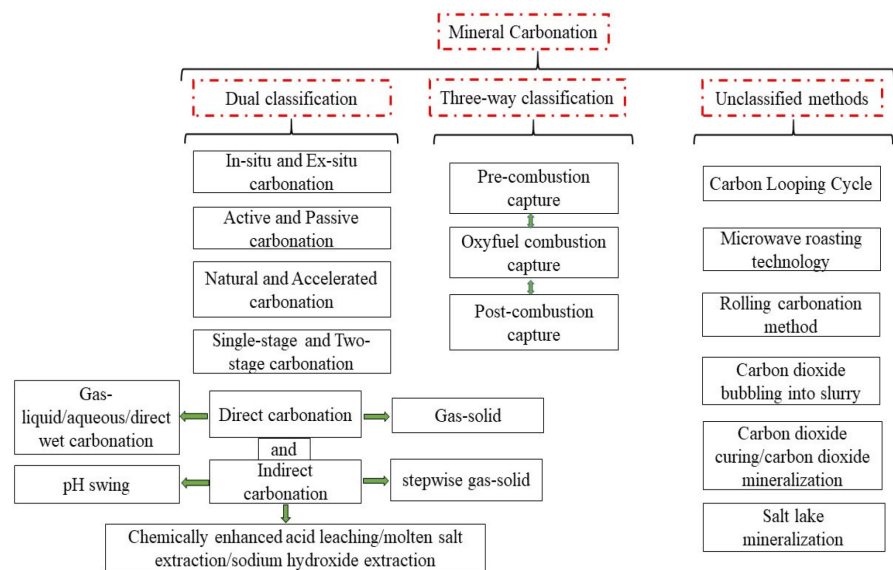 Mineral Carbonation
Dual classification
Three-way classification
Unclassified methods
In-situ and Ex-situ
carbonation
Active and Passive
carbonation
Natural and Accelerated
carbonation
Single-stage and Two-
stage carbonation
Gas-
liquid/aqueous/direct
wet carbonation
Direct carbonation
Gas-solid
and
pH swing
Indirect
carbonation
stepwise gas-solid
Chemically enhanced acid leaching/molten salt
extraction/sodium hydroxide extraction
Pre-combustion
capture
Oxyfuel combustion
capture
Post-combustion
capture
Carbon Looping Cycle
Microwave roasting
technology
Rolling carbonation
method
Carbon dioxide
bubbling into slurry
Carbon dioxide
curing/carbon dioxide
mineralization
Salt lake
mineralization